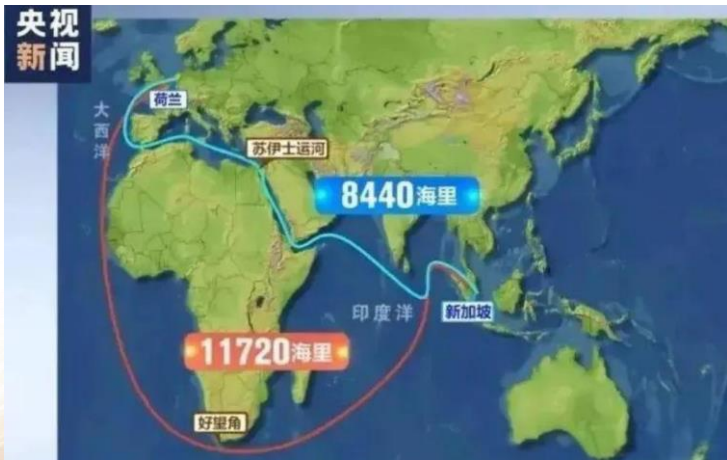 央视
新闻
大西洋
荷兰
苏伊士运河
8440海里
印度洋
新加坡
11720海里
好望角